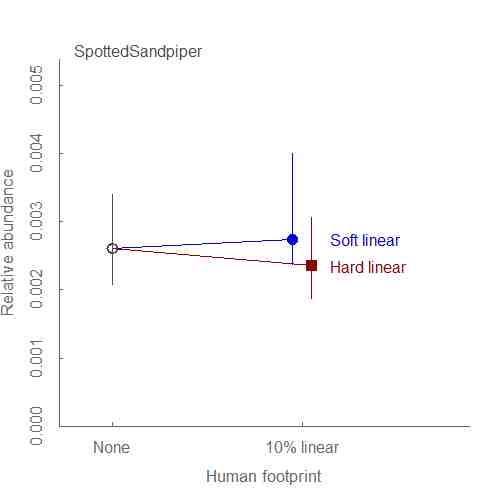 SpottedSandpiper
Relative abundance
0.005
0.004
0.003
0.002
0.001
0.000
Soft linear
Hard linear
None
10% linear
Human footprint